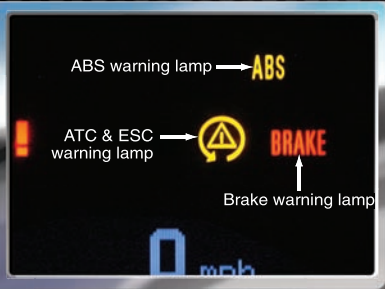 ABS warning lamp
ABS
ATC & ESC
warning lamp
!
BRAKE
Brake warning lamp
0 mph